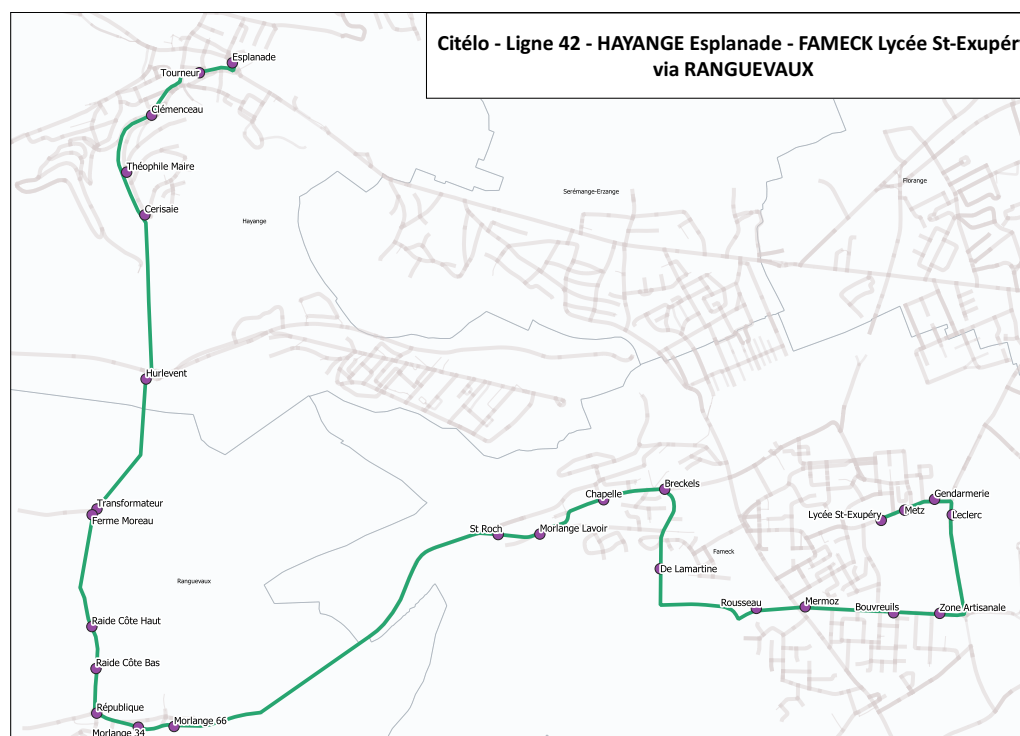 Citélo - Ligne 42 - HAYANGE Esplanade - FAMECK Lycée St-Exupér
via RANGUEVAUX
Esplanade
Tourneur
Clémenceau
Théophile Maire
Cerisaie
Hayange
Serémange-Erzange
Florange
Hurlevent
Transformateur
Ferme Moreau
Ranguevaux
Raide Côte Haut
Raide Côte Bas
République
Morlange 34
Morlange 66
St Roch
Morlange Lavoir
Chapelle
Breckels
De Lamartine
Fameck
Rousseau
Mermoz
Bouvreuils
Zone Artisanale
Leclerc
Gendarmerie
Metz
Lycée St-Exupéry